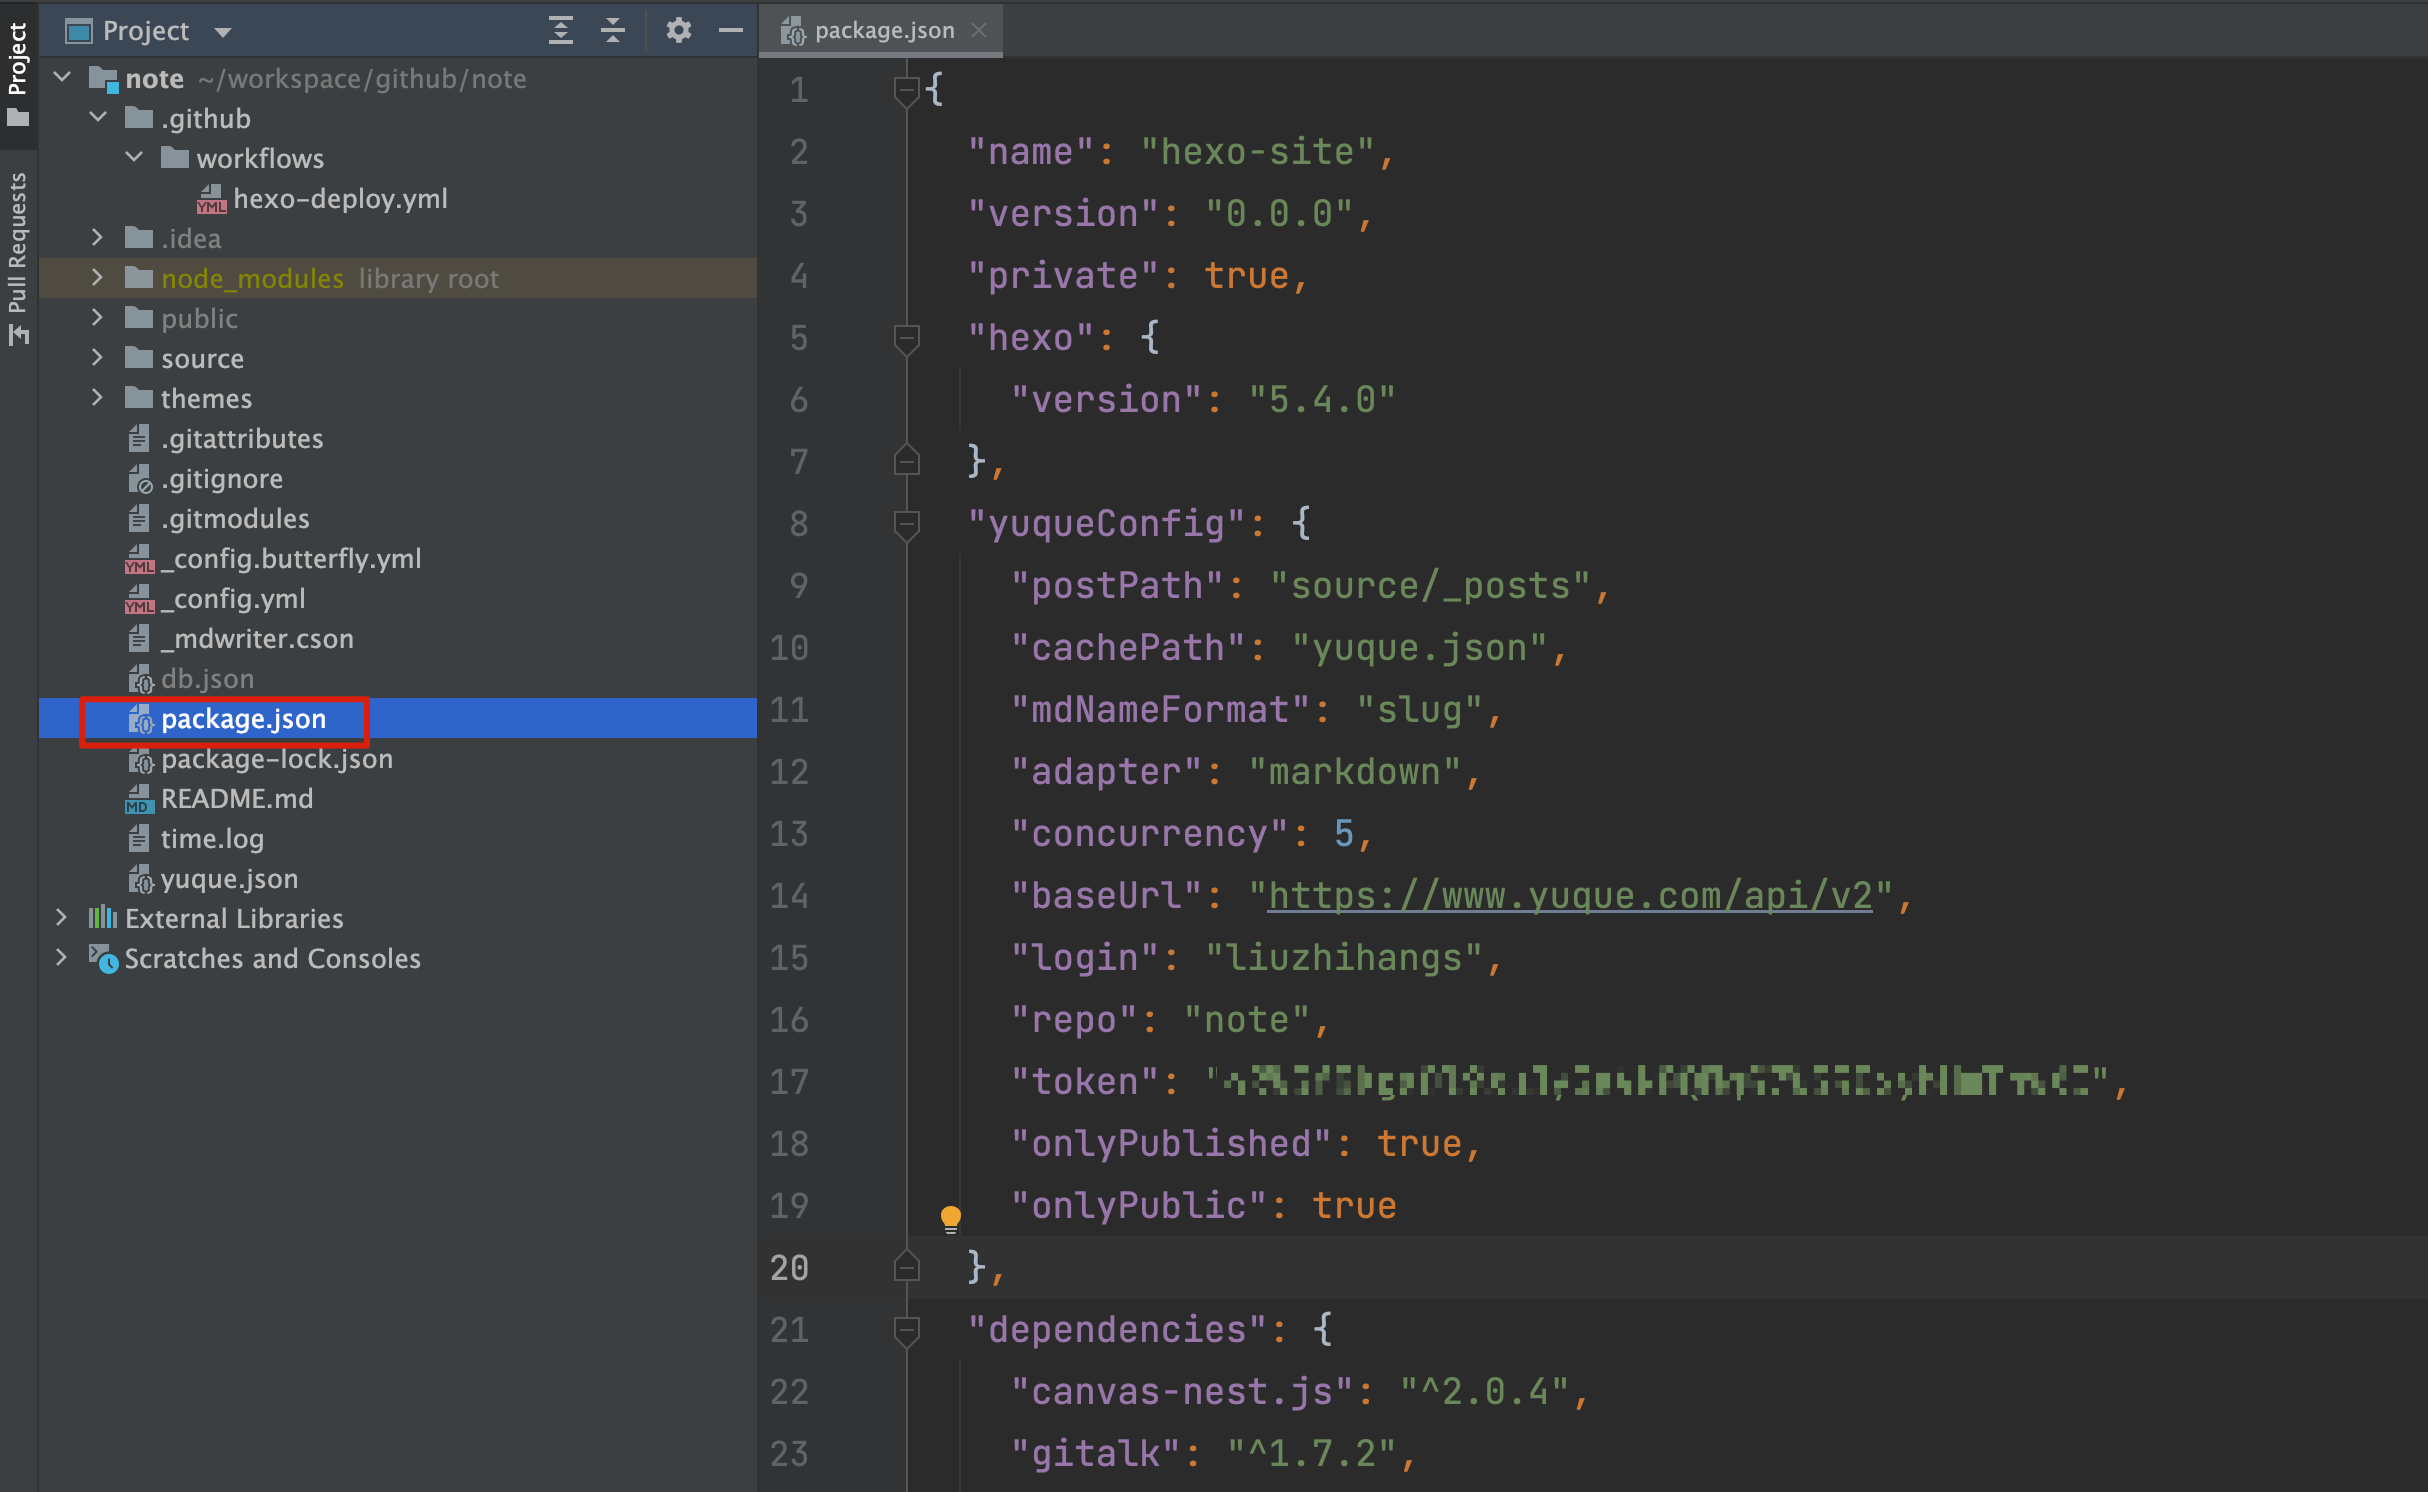 Project
Pull Requests
Project
note ~/workspace/github/note
.github
workflows
YML hexo-deploy.yml
.idea
node_modules library root
public
source
themes
.gitattributes
.gitignore
.gitmodules
YML _config.butterfly.yml
YML _config.yml
_mdwriter.cson
db.json
package.json
package-lock.json
MD README.md
time.log
yuque.json
External Libraries
Scratches and Consoles
package.json
1 {
2 "name": "hexo-site",
3 "version": "0.0.0",
4 "private": true,
5 "hexo": {
6 "version": "5.4.0"
7 },
8 "yuqueConfig": {
9 "postPath": "source/_posts",
10 "cachePath": "yuque.json",
11 "mdNameFormat": "slug",
12 "adapter": "markdown",
13 "concurrency": 5,
14 "baseUrl": "https://www.yuque.com/api/v2",
15 "login": "liuzhihangs",
16 "repo": "note",
17 "token": "",
18 "onlyPublished": true,
19 "onlyPublic": true
20 },
21 "dependencies": {
22 "canvas-nest.js": "^2.0.4",
23 "gitalk": "^1.7.2",